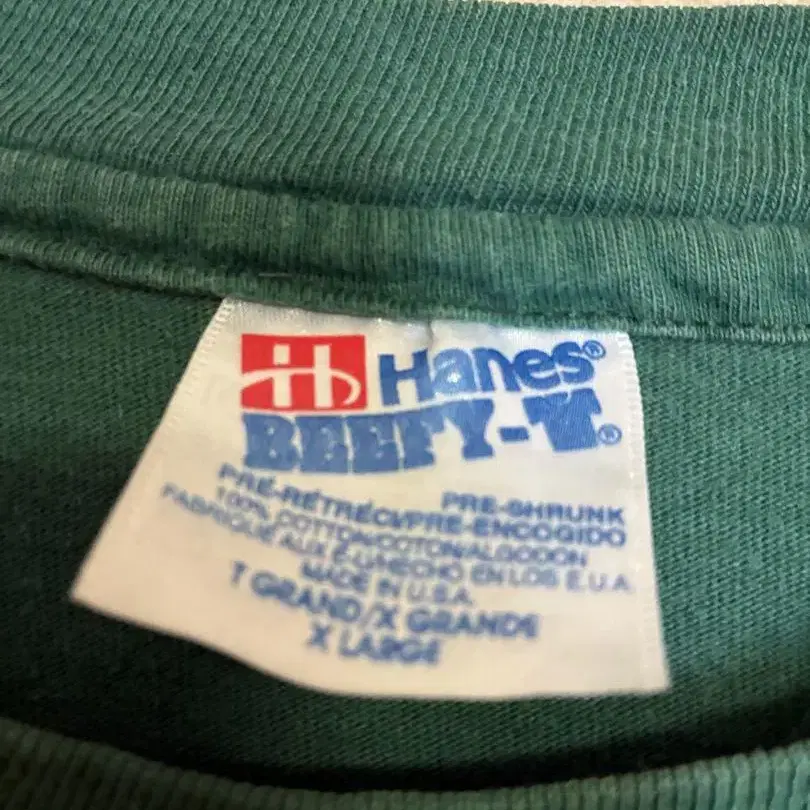 H Hanes®
BEEFY-T®
PRE-SHRUNK
PRÉ-RÉTRÉCI/PRE-ENCOGIDO
100% COTTON/COTON/ALGODON
FABRIQUÉ AUX É-U/HECHO EN LOS E.U.A.
MADE IN U.S.A.
T GRAND/X GRANDE
X LARGE